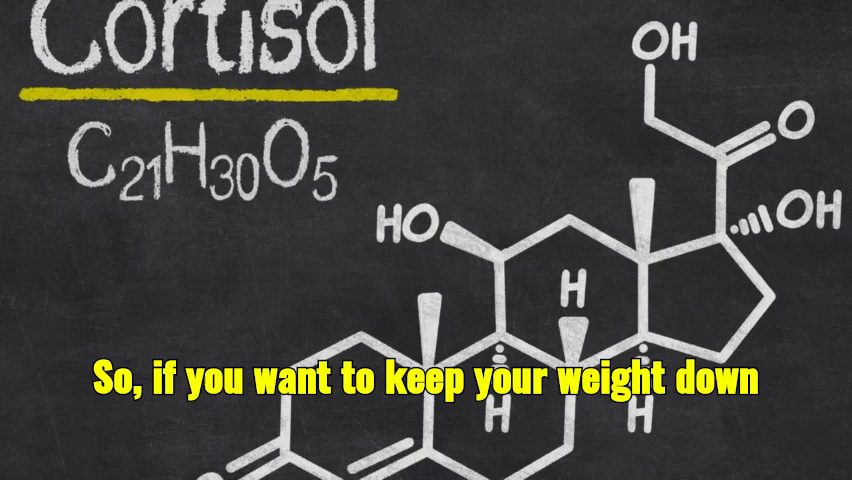 Cortisol
C21H30O5
OH
O
HO
OH
H
So, if you want to keep your weight down
H
H